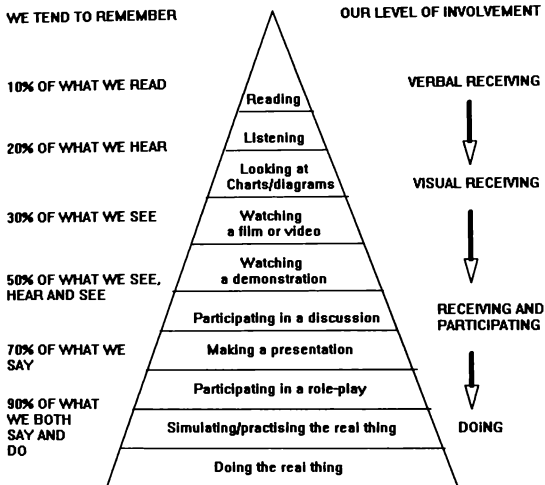 WE TEND TO REMEMBER
OUR LEVEL OF INVOLVEMENT
10% OF WHAT WE READ
Reading
VERBAL RECEIVING
20% OF WHAT WE HEAR
Listening
Looking at
Charts/diagrams
VISUAL RECEIVING
30% OF WHAT WE SEE
Watching
a film or video
50% OF WHAT WE SEE,
HEAR AND SEE
Watching
a demonstration
Participating in a discussion
RECEIVING AND
PARTICIPATING
70% OF WHAT WE
SAY
Making a presentation
90% OF WHAT
WE BOTH
SAY AND
DO
Participating in a role-play
Simulating/practising the real thing
DOING
Doing the real thing